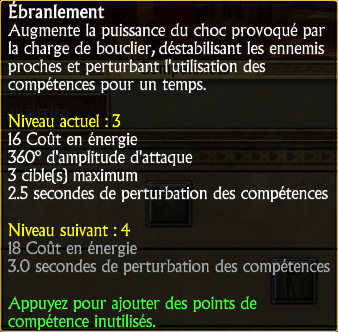 Ébranlement
Augmente la puissance du choc provoqué par
la charge de bouclier, déstabilisant les ennemis
proches et perturbant l'utilisation des
compétences pour un temps.
Niveau actuel : 3
16 Coût en énergie
360° d'amplitude d'attaque
3 cible(s) maximum
2.5 secondes de perturbation des compétences
Niveau suivant : 4
18 Coût en énergie
3.0 secondes de perturbation des compétences
Appuyez pour ajouter des points de
compétence inutilisés.